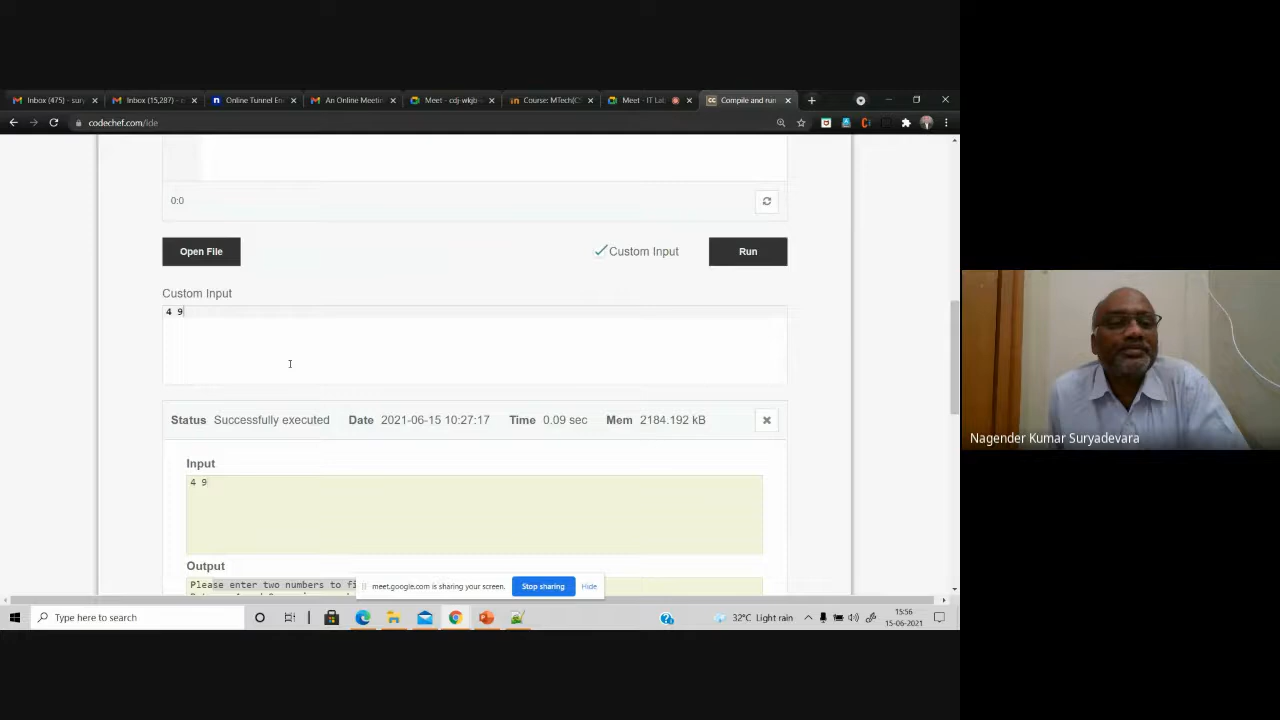 Inbox (475) - sury
Inbox (15,287) -
Online Tunnel En
An Online Meetin
Meet - cdj-wkjb-
Course: MTech(CS
Meet - IT Lab
Compile and run
codechef.com/ide
0:0
Open File
Custom Input
Run
Custom Input
4 9
Status Successfully executed Date 2021-06-15 10:27:17 Time 0.09 sec Mem 2184.192 kB
Input
4 9
Output
Please enter two numbers to fi
meet.google.com is sharing your screen.
Stop sharing
Hide
Type here to search
32°C Light rain
15:56
15-06-2021
Nagender Kumar Suryadevara